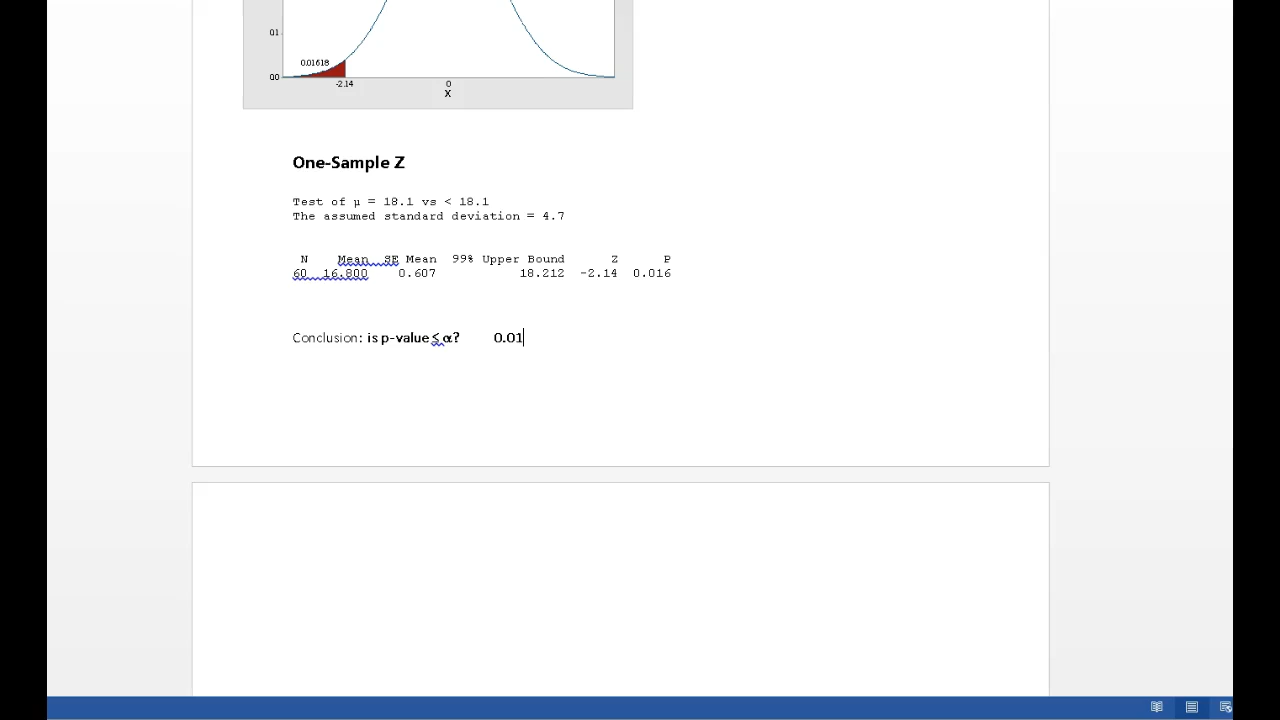 0.1
0.01618
0.0
-2.14 0
X
One-Sample Z
Test of μ = 18.1 vs < 18.1
The assumed standard deviation = 4.7
N Mean SE Mean 99% Upper Bound Z P
60 16.800 0.607 18.212 -2.14 0.016
Conclusion: is p-value ≤ α? 0.01